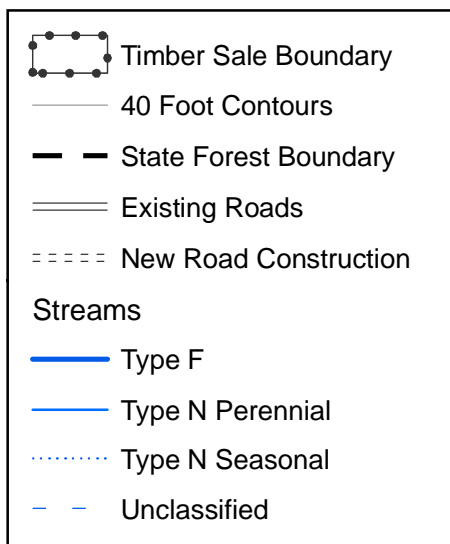 Timber Sale Boundary
40 Foot Contours
State Forest Boundary
Existing Roads
New Road Construction
Streams
Type F
Type N Perennial
Type N Seasonal
Unclassified